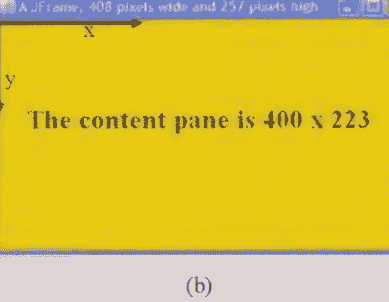 A JFrame, 408 pixels wide and 257 pixels high
x
y
The content pane is 400 x 223
(b)